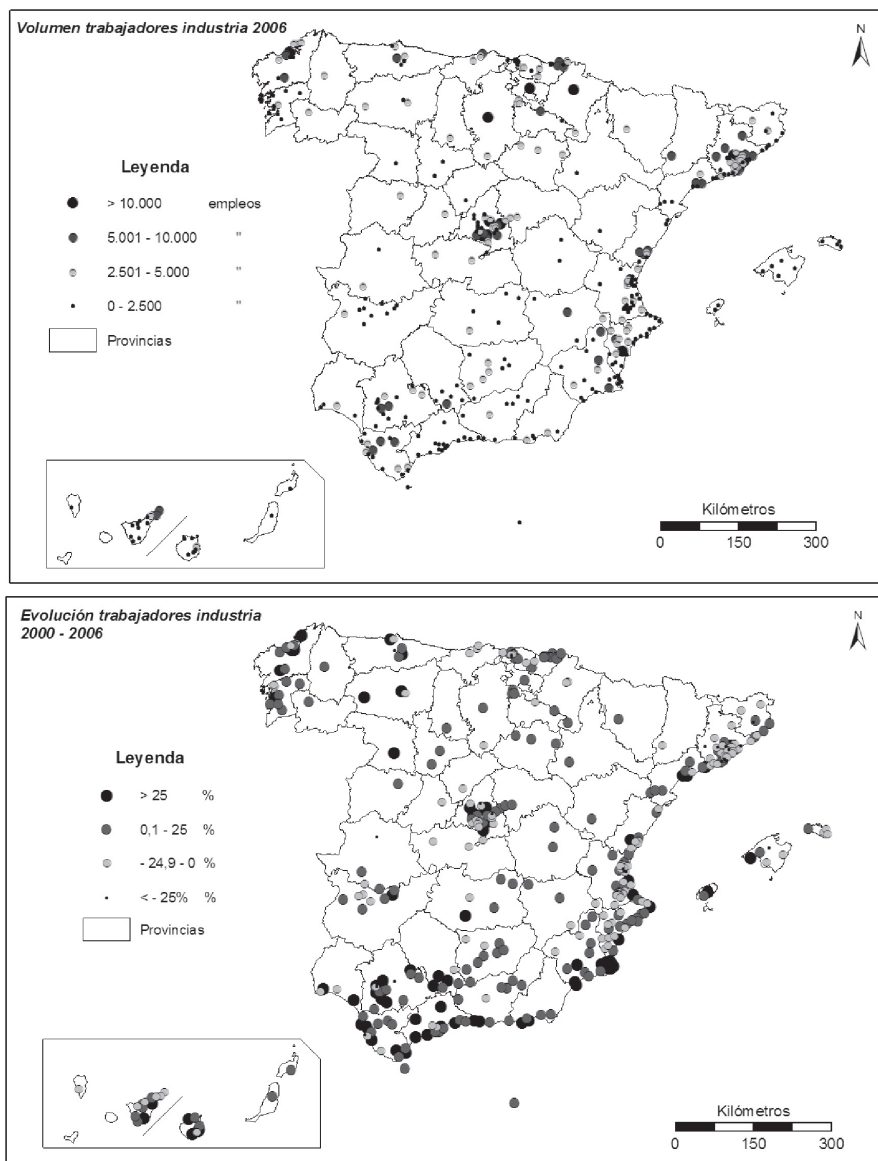 Volumen trabajadores industria 2006
N
Leyenda
> 10.000 empleos
5.001 - 10.000 "
2.501 - 5.000 "
0 - 2.500 "
Provincias
Kilómetros
0 150 300
Evolución trabajadores industria
2000 - 2006
N
Leyenda
> 25 %
0,1 - 25 %
- 24,9 - 0 %
< - 25% %
Provincias
Kilómetros
0 150 300